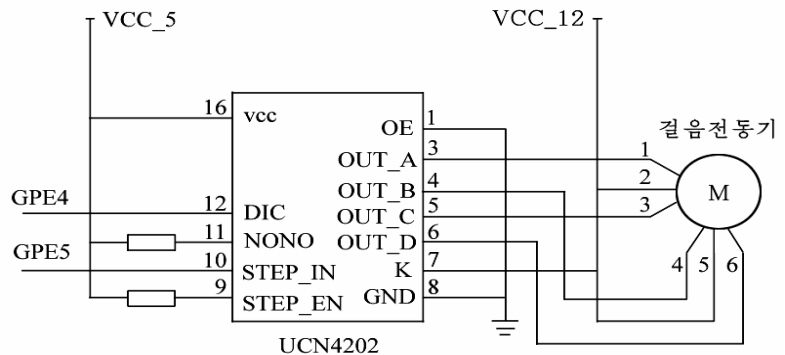 VCC_5
VCC_12
16
vcc
OE
1
걸음전동기
OUT_A
3
1
GPE4
OUT_B
4
2
M
12
DIC
OUT_C
5
3
11
NONO
OUT_D
6
GPE5
10
STEP_IN
K
7
4
5
6
9
STEP_EN
GND
8
UCN4202